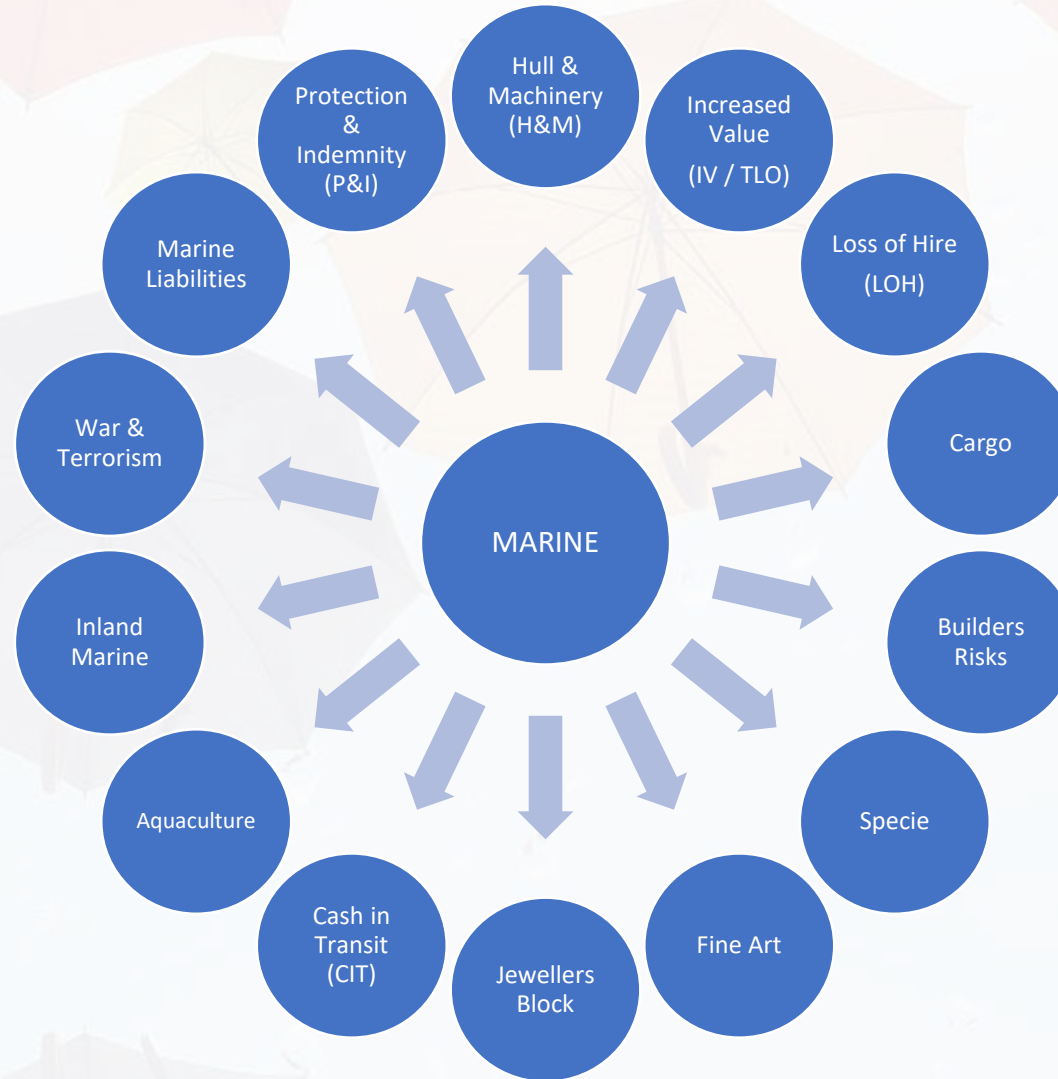 Hull &
Machinery
(H&M)
Increased
Value
(IV / TLO)
Loss of Hire
(LOH)
Cargo
Builders
Risks
Specie
Fine Art
Jewellers
Block
Cash in
Transit
(CIT)
Aquaculture
Inland
Marine
War &
Terrorism
Marine
Liabilities
Protection
&
Indemnity
(P&I)
MARINE